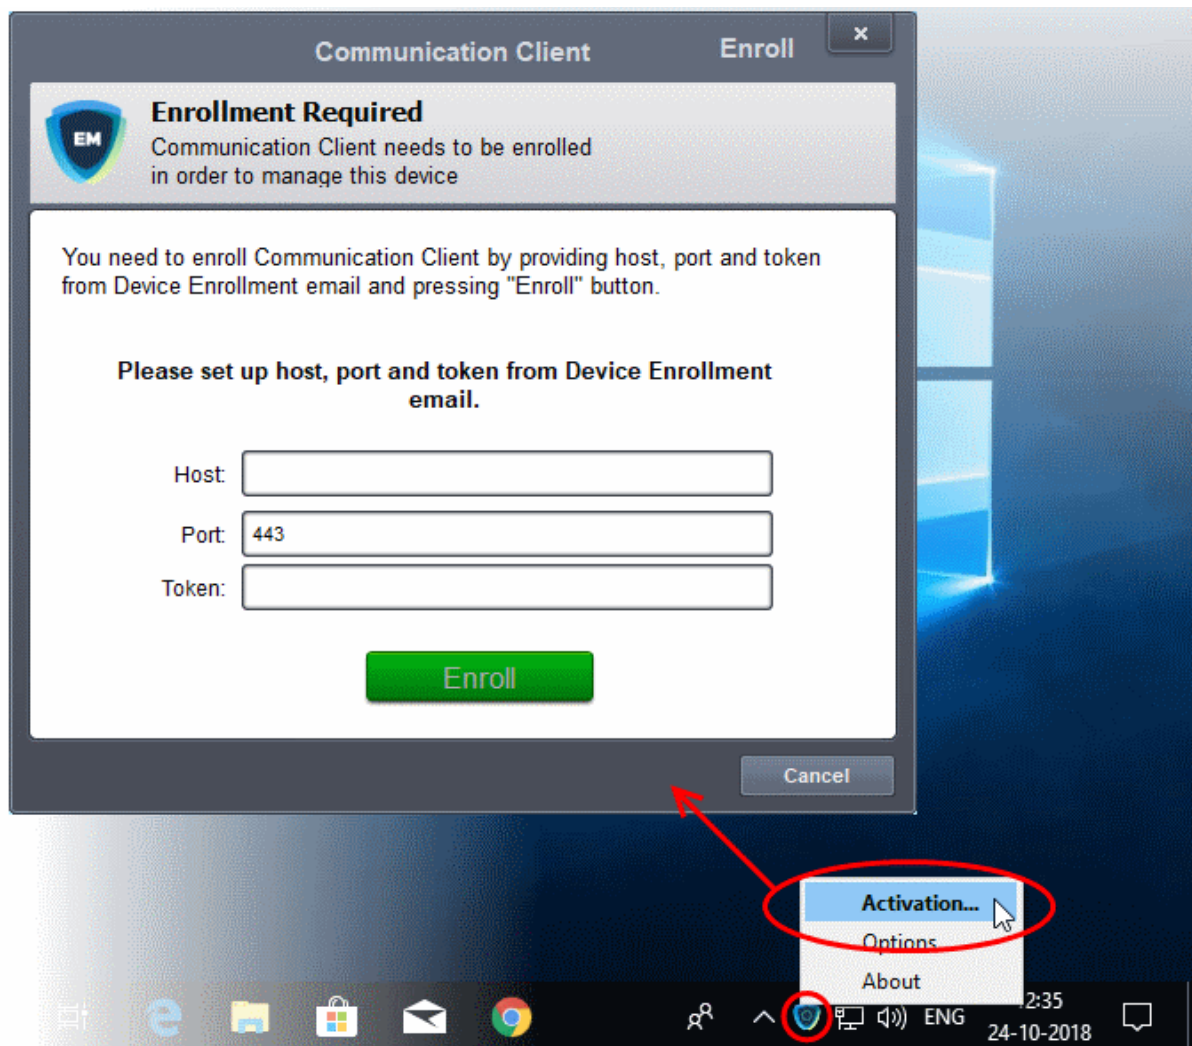 Communication Client
Enroll
×
EM
Enrollment Required
Communication Client needs to be enrolled
in order to manage this device
You need to enroll Communication Client by providing host, port and token
from Device Enrollment email and pressing "Enroll" button.
Please set up host, port and token from Device Enrollment
email.
Host:
Port: 443
Token:
Enroll
Cancel
Activation...
Options
About
ENG
2:35
24-10-2018